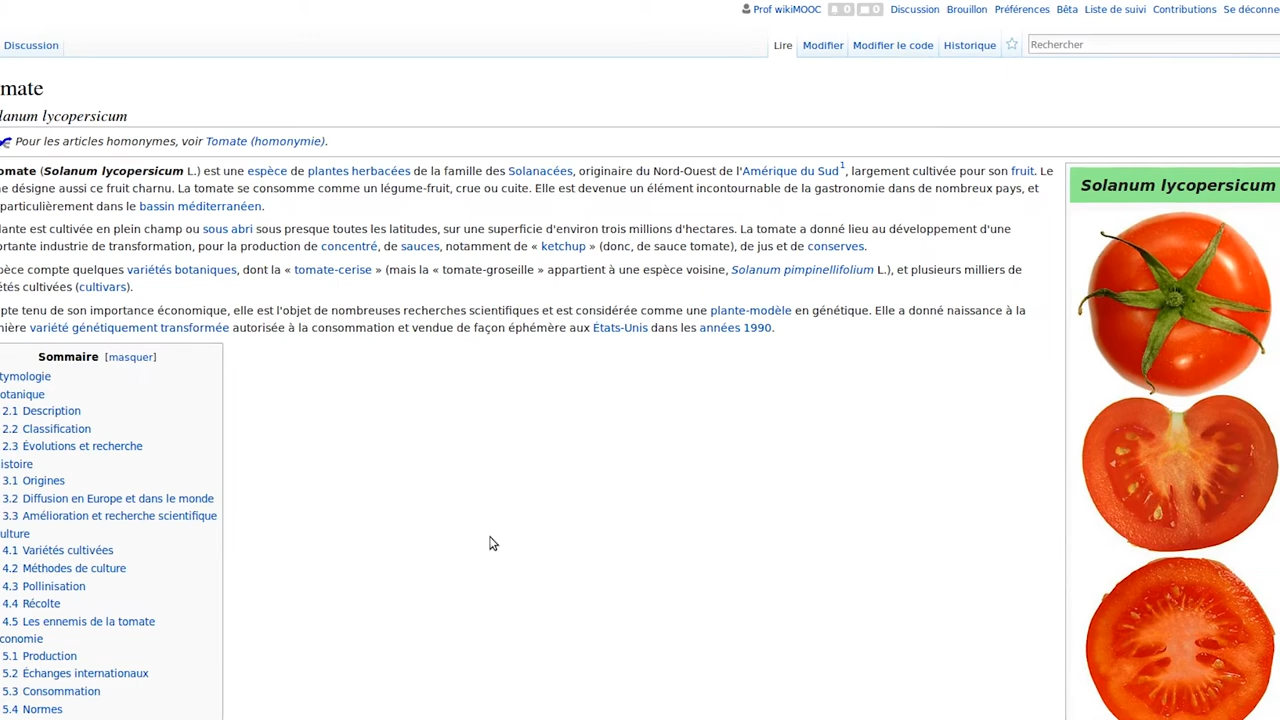 Prof wikiMOOC 0 0 Discussion Brouillon Préférences Bêta Liste de suivi Contributions Se déconne
Discussion Lire Modifier Modifier le code Historique Rechercher
mate
lanum lycopersicum
Pour les articles homonymes, voir Tomate (homonymie).
omate (Solanum lycopersicum L.) est une espèce de plantes herbacées de la famille des Solanacées, originaire du Nord-Ouest de l'Amérique du Sud1, largement cultivée pour son fruit. Le
ne désigne aussi ce fruit charnu. La tomate se consomme comme un légume-fruit, crue ou cuite. Elle est devenue un élément incontournable de la gastronomie dans de nombreux pays, et
particulièrement dans le bassin méditerranéen.
lante est cultivée en plein champ ou sous abri sous presque toutes les latitudes, sur une superficie d'environ trois millions d'hectares. La tomate a donné lieu au développement d'une
ortante industrie de transformation, pour la production de concentré, de sauces, notamment de « ketchup » (donc, de sauce tomate), de jus et de conserves.
pèce compte quelques variétés botaniques, dont la « tomate-cerise » (mais la « tomate-groseille » appartient à une espèce voisine, Solanum pimpinellifolium L.), et plusieurs milliers de
étés cultivées (cultivars).
pte tenu de son importance économique, elle est l'objet de nombreuses recherches scientifiques et est considérée comme une plante-modèle en génétique. Elle a donné naissance à la
nière variété génétiquement transformée autorisée à la consommation et vendue de façon éphémère aux États-Unis dans les années 1990.
Solanum lycopersicum
Sommaire [masquer]
tymologie
otanique
2.1 Description
2.2 Classification
2.3 Évolutions et recherche
istoire
3.1 Origines
3.2 Diffusion en Europe et dans le monde
3.3 Amélioration et recherche scientifique
ulture
4.1 Variétés cultivées
4.2 Méthodes de culture
4.3 Pollinisation
4.4 Récolte
4.5 Les ennemis de la tomate
conomie
5.1 Production
5.2 Échanges internationaux
5.3 Consommation
5.4 Normes